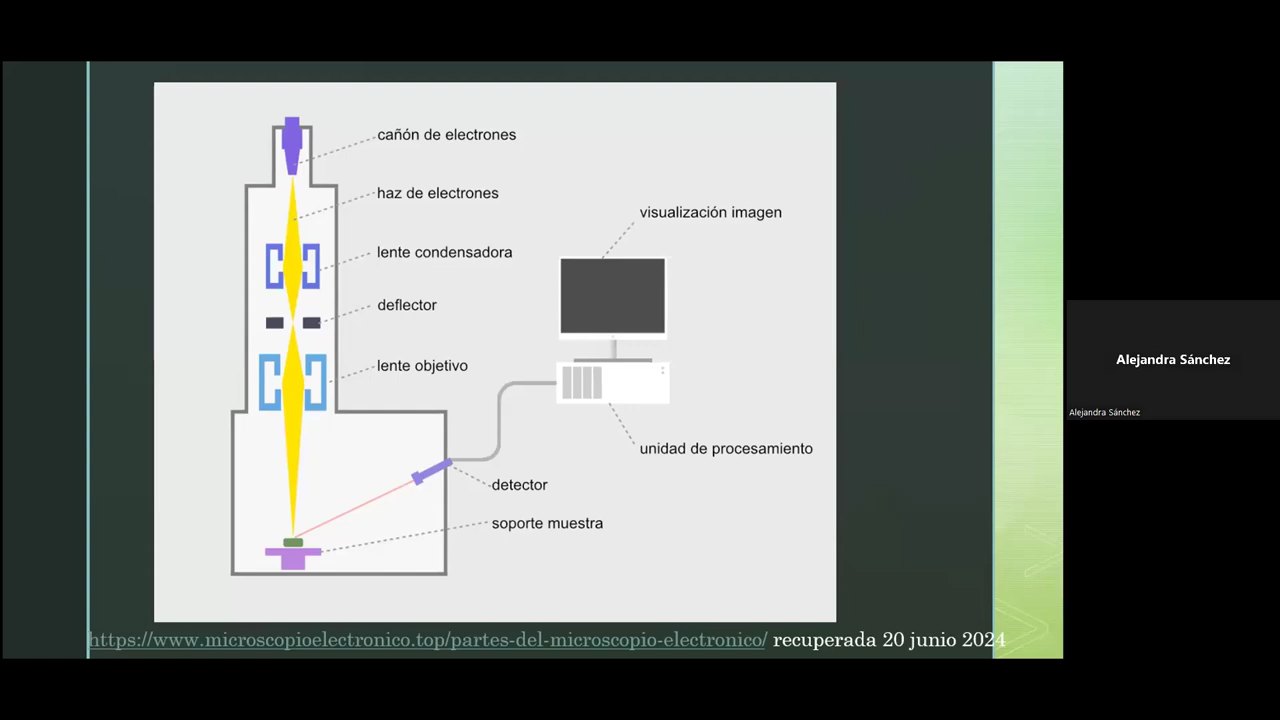 cañón de electrones
haz de electrones
visualización imagen
lente condensadora
deflector
lente objetivo
unidad de procesamiento
detector
soporte muestra
https://www.microscopioelectronico.top/partes-del-microscopio-electronico/ recuperada 20 junio 2024
Alejandra Sánchez
Alejandra Sánchez